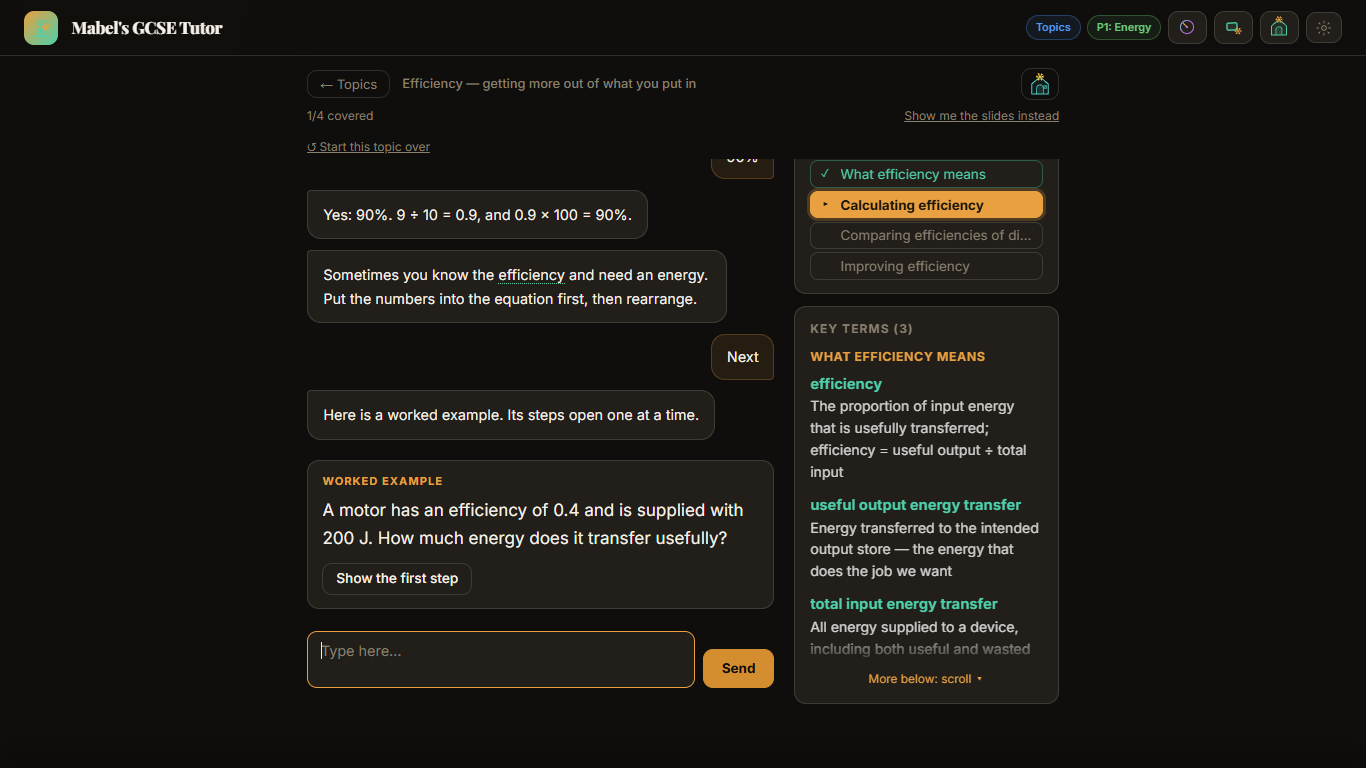 Mabel's GCSE Tutor
Topics
P1: Energy
← Topics
Efficiency — getting more out of what you put in
1/4 covered
Show me the slides instead
↺ Start this topic over
Yes: 90%. 9 ÷ 10 = 0.9, and 0.9 × 100 = 90%.
Sometimes you know the efficiency and need an energy.
Put the numbers into the equation first, then rearrange.
Next
Here is a worked example. Its steps open one at a time.
WORKED EXAMPLE
A motor has an efficiency of 0.4 and is supplied with
200 J. How much energy does it transfer usefully?
Show the first step
Type here...
Send
✓ What efficiency means
▸ Calculating efficiency
Comparing efficiencies of di...
Improving efficiency
KEY TERMS (3)
WHAT EFFICIENCY MEANS
efficiency
The proportion of input energy
that is usefully transferred;
efficiency = useful output ÷ total
input
useful output energy transfer
Energy transferred to the intended
output store — the energy that
does the job we want
total input energy transfer
All energy supplied to a device,
including both useful and wasted
More below: scroll ▾